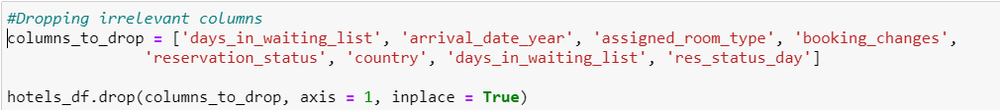 #Dropping irrelevant columns
columns_to_drop = ['days_in_waiting_list', 'arrival_date_year', 'assigned_room_type', 'booking_changes',
'reservation_status', 'country', 'days_in_waiting_list', 'res_status_day']
hotels_df.drop(columns_to_drop, axis = 1, inplace = True)